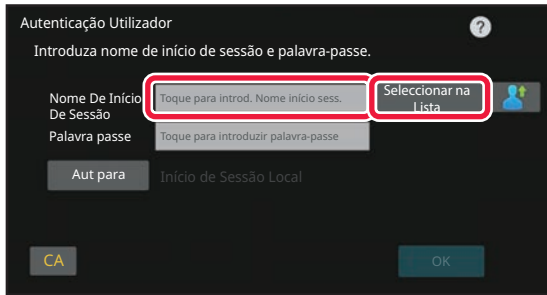 Autenticação Utilizador
?
Introduza nome de início de sessão e palavra-passe.
Nome De Início
De Sessão
Toque para introd. Nome início sess.
Seleccionar na
Lista
Palavra passe
Toque para introduzir palavra-passe
Aut para
Início de Sessão Local
CA
OK